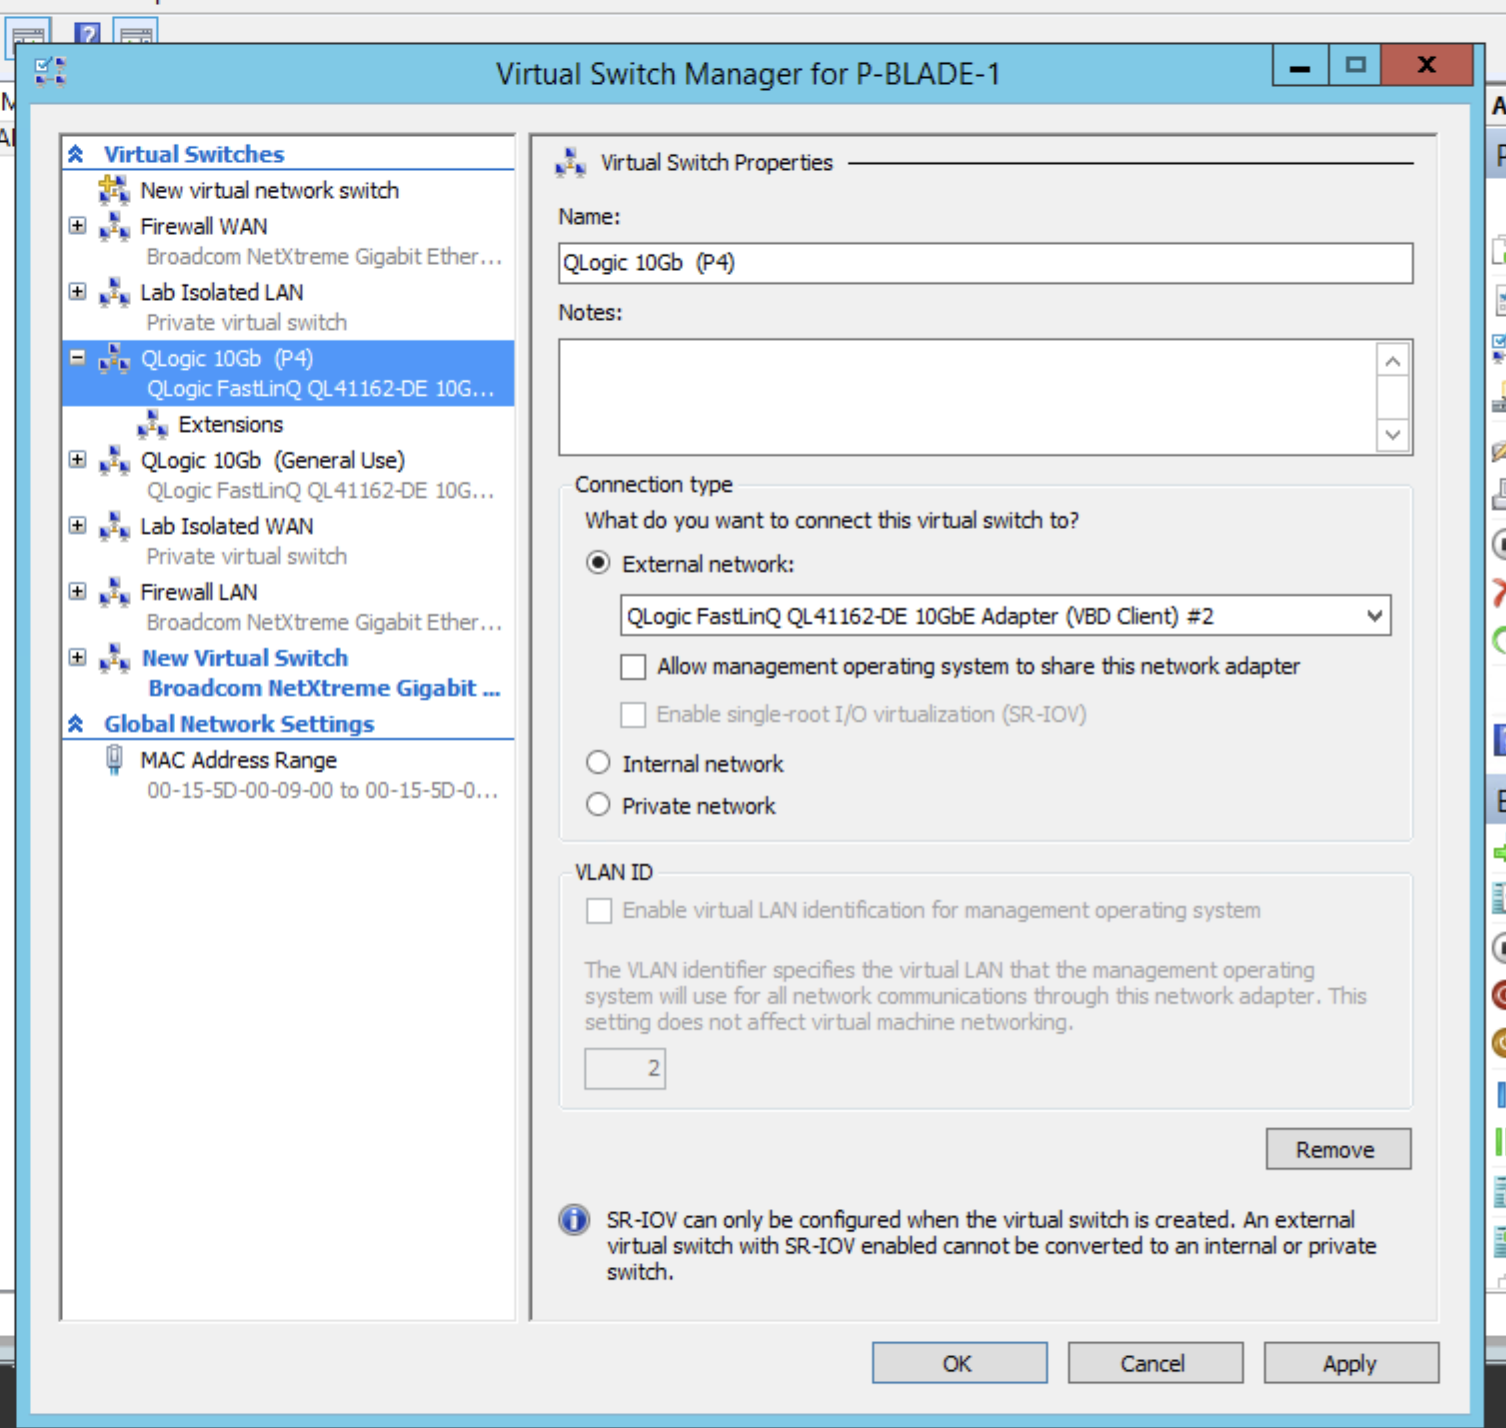 Virtual Switch Manager for P-BLADE-1
Virtual Switches
New virtual network switch
Firewall WAN
Broadcom NetXtreme Gigabit Ether...
Lab Isolated LAN
Private virtual switch
QLogic 10Gb (P4)
QLogic FastLinQ QL41162-DE 10G...
Extensions
QLogic 10Gb (General Use)
QLogic FastLinQ QL41162-DE 10G...
Lab Isolated WAN
Private virtual switch
Firewall LAN
Broadcom NetXtreme Gigabit Ether...
New Virtual Switch
Broadcom NetXtreme Gigabit ...
Global Network Settings
MAC Address Range
00-15-5D-00-09-00 to 00-15-5D-0...
Virtual Switch Properties
Name:
QLogic 10Gb (P4)
Notes:
Connection type
What do you want to connect this virtual switch to?
External network:
QLogic FastLinQ QL41162-DE 10GbE Adapter (VBD Client) #2
Allow management operating system to share this network adapter
Enable single-root I/O virtualization (SR-IOV)
Internal network
Private network
VLAN ID
Enable virtual LAN identification for management operating system
The VLAN identifier specifies the virtual LAN that the management operating
system will use for all network communications through this network adapter. This
setting does not affect virtual machine networking.
2
Remove
SR-IOV can only be configured when the virtual switch is created. An external
virtual switch with SR-IOV enabled cannot be converted to an internal or private
switch.
OK
Cancel
Apply